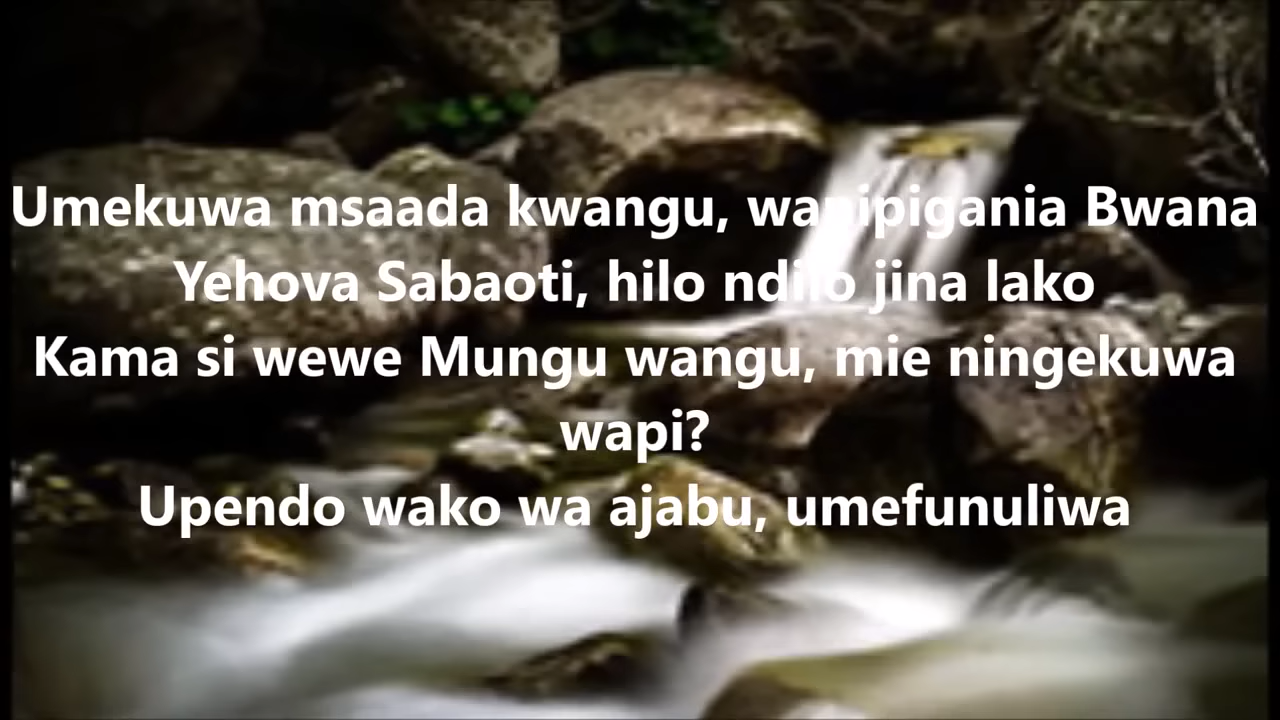 Umekuwa msaada kwangu, wanipigania Bwana
Yehova Sabaoti, hilo ndilo jina lako
Kama si wewe Mungu wangu, mie ningekuwa
wapi?
Upendo wako wa ajabu, umefunuliwa